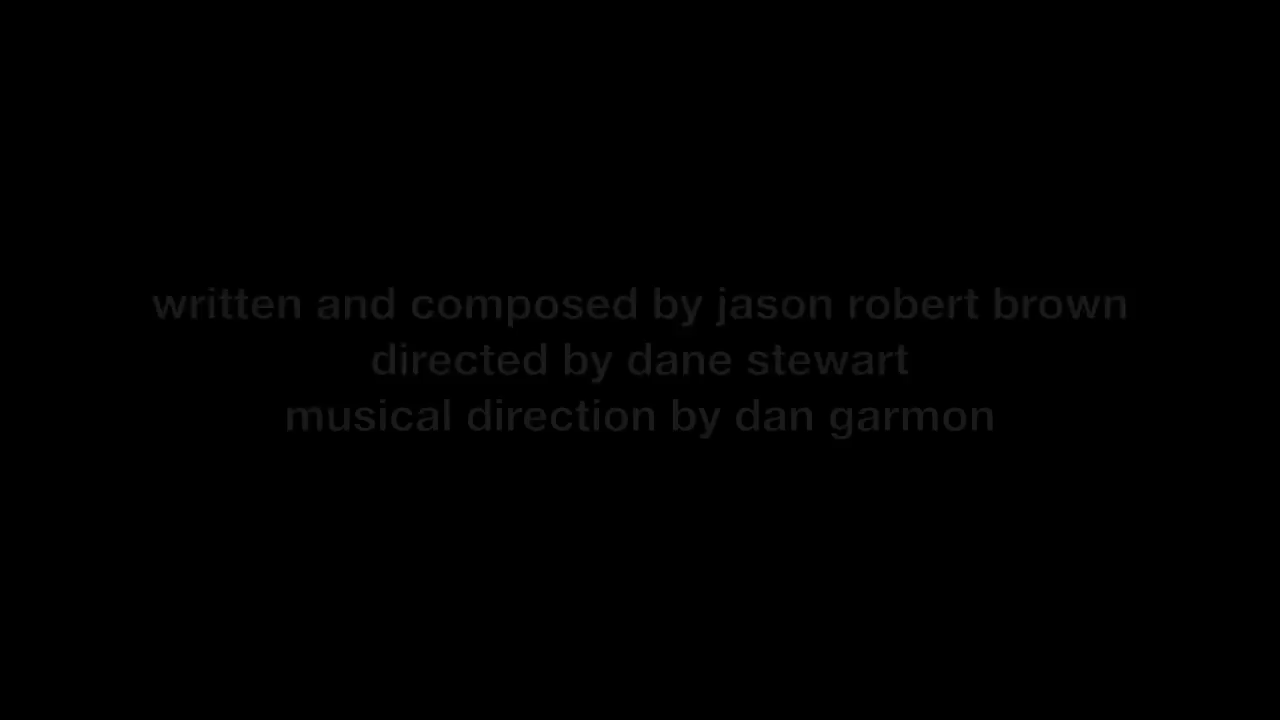 written and composed by jason robert brown
directed by dane stewart
musical direction by dan garmon